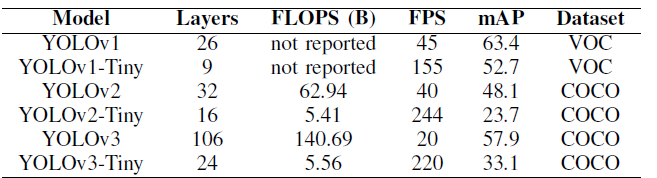 Model Layers FLOPS (B) FPS mAP Dataset
YOLOv1 26 not reported 45 63.4 VOC
YOLOv1-Tiny 9 not reported 155 52.7 VOC
YOLOv2 32 62.94 40 48.1 COCO
YOLOv2-Tiny 16 5.41 244 23.7 COCO
YOLOv3 106 140.69 20 57.9 COCO
YOLOv3-Tiny 24 5.56 220 33.1 COCO